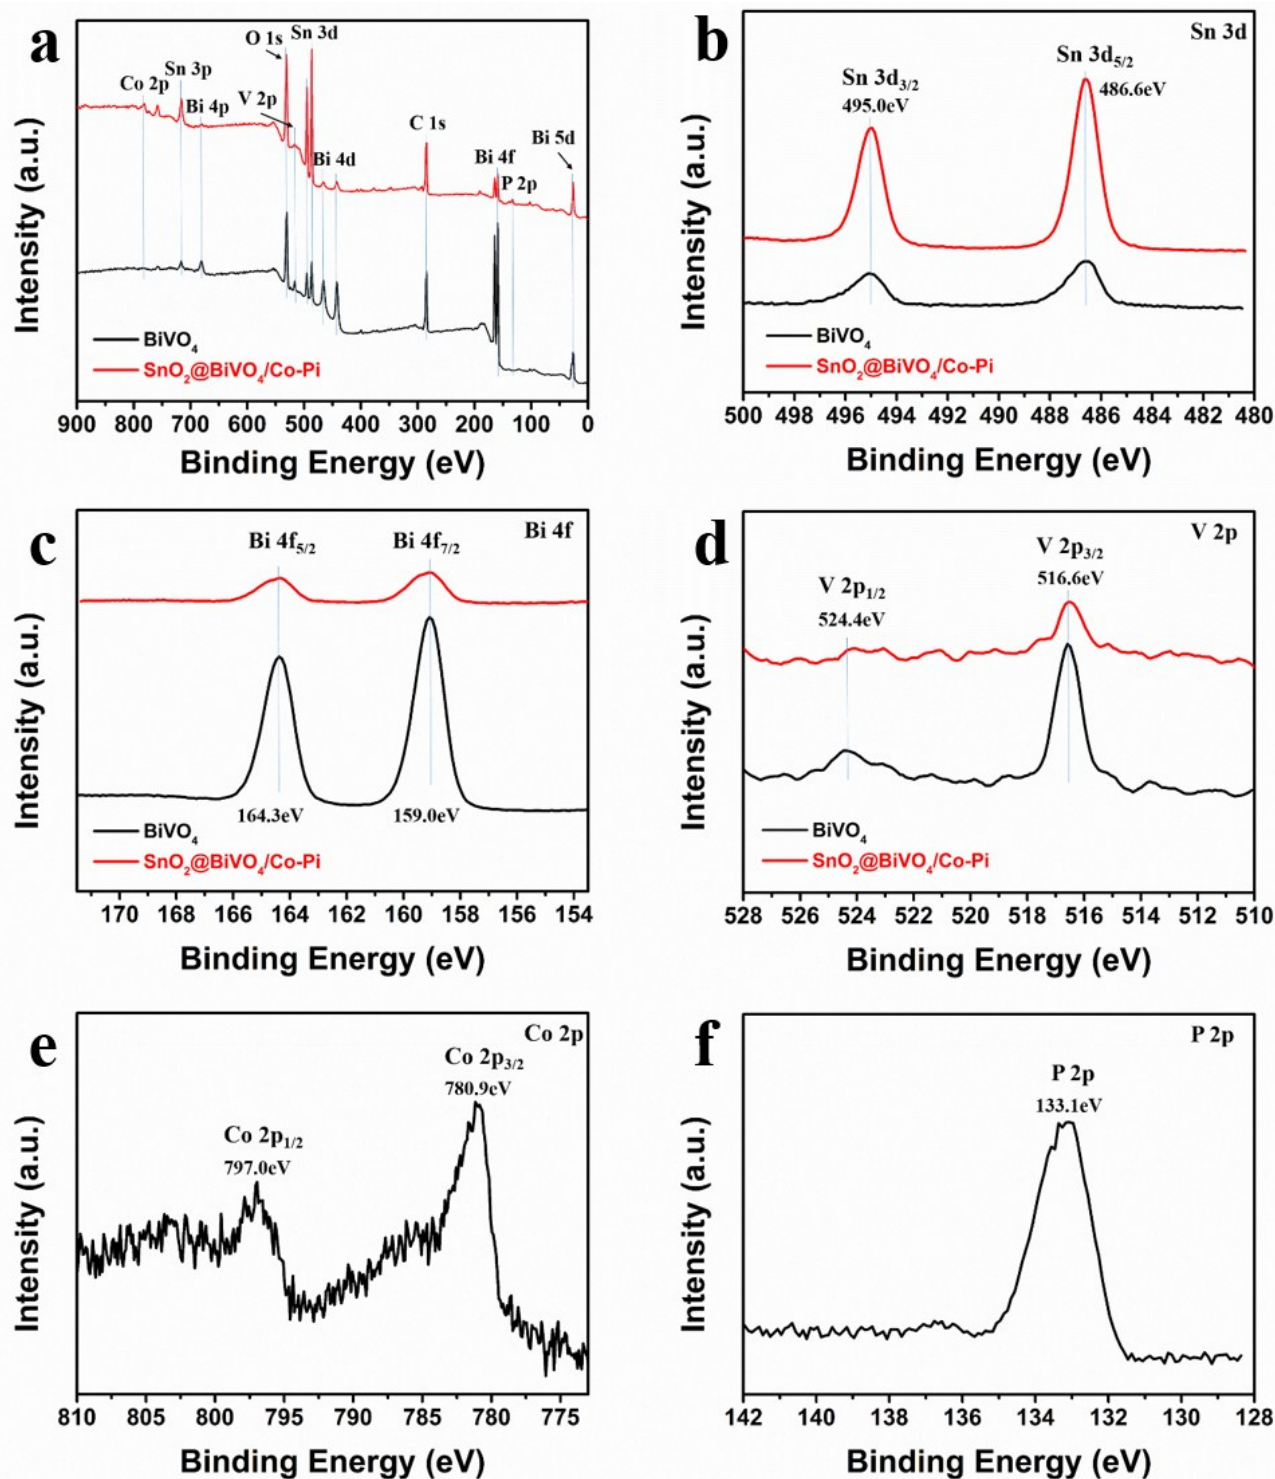 a
O 1s
Sn 3d
Co 2p
Sn 3p
Bi 4p
V 2p
Bi 4d
C 1s
Bi 4f
P 2p
Bi 5d
BiVO₄
SnO₂@BiVO₄/Co-Pi
900 800 700 600 500 400 300 200 100 0
Binding Energy (eV)
Intensity (a.u.)
b
Sn 3d
Sn 3d₃/₂
495.0eV
Sn 3d₅/₂
486.6eV
BiVO₄
SnO₂@BiVO₄/Co-Pi
500 498 496 494 492 490 488 486 484 482 480
Binding Energy (eV)
Intensity (a.u.)
c
Bi 4f
Bi 4f₅/₂
Bi 4f₇/₂
164.3eV
159.0eV
BiVO₄
SnO₂@BiVO₄/Co-Pi
170 168 166 164 162 160 158 156 154
Binding Energy (eV)
Intensity (a.u.)
d
V 2p
V 2p₁/₂
524.4eV
V 2p₃/₂
516.6eV
BiVO₄
SnO₂@BiVO₄/Co-Pi
528 526 524 522 520 518 516 514 512 510
Binding Energy (eV)
Intensity (a.u.)
e
Co 2p
Co 2p₃/₂
780.9eV
Co 2p₁/₂
797.0eV
810 805 800 795 790 785 780 775
Binding Energy (eV)
Intensity (a.u.)
f
P 2p
P 2p
133.1eV
142 140 138 136 134 132 130 128
Binding Energy (eV)
Intensity (a.u.)